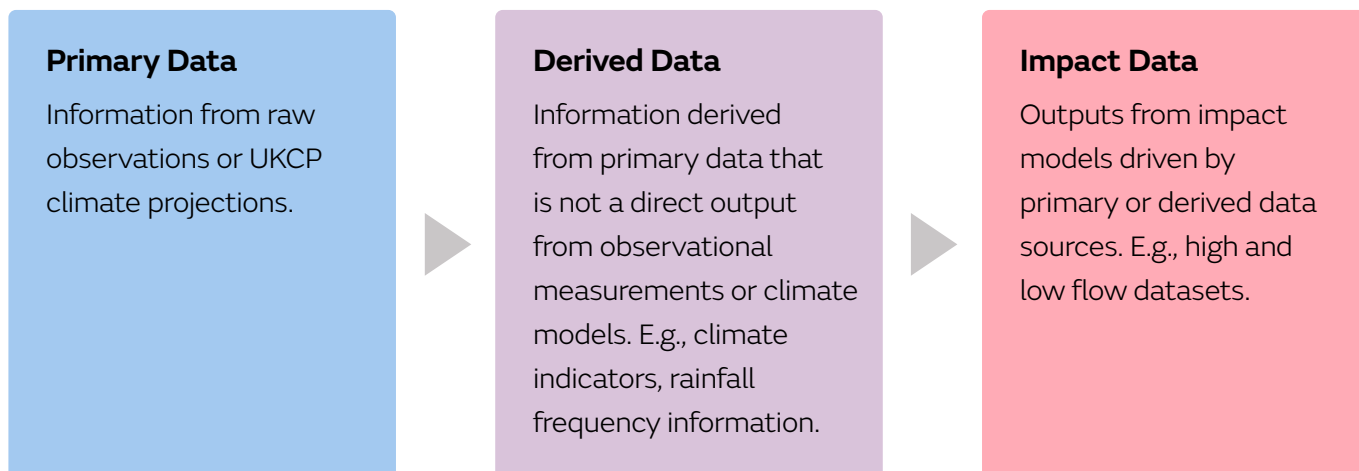 Primary Data
Information from raw
observations or UKCP
climate projections.
Derived Data
Information derived
from primary data that
is not a direct output
from observational
measurements or climate
models. E.g., climate
indicators, rainfall
frequency information.
Impact Data
Outputs from impact
models driven by
primary or derived data
sources. E.g., high and
low flow datasets.